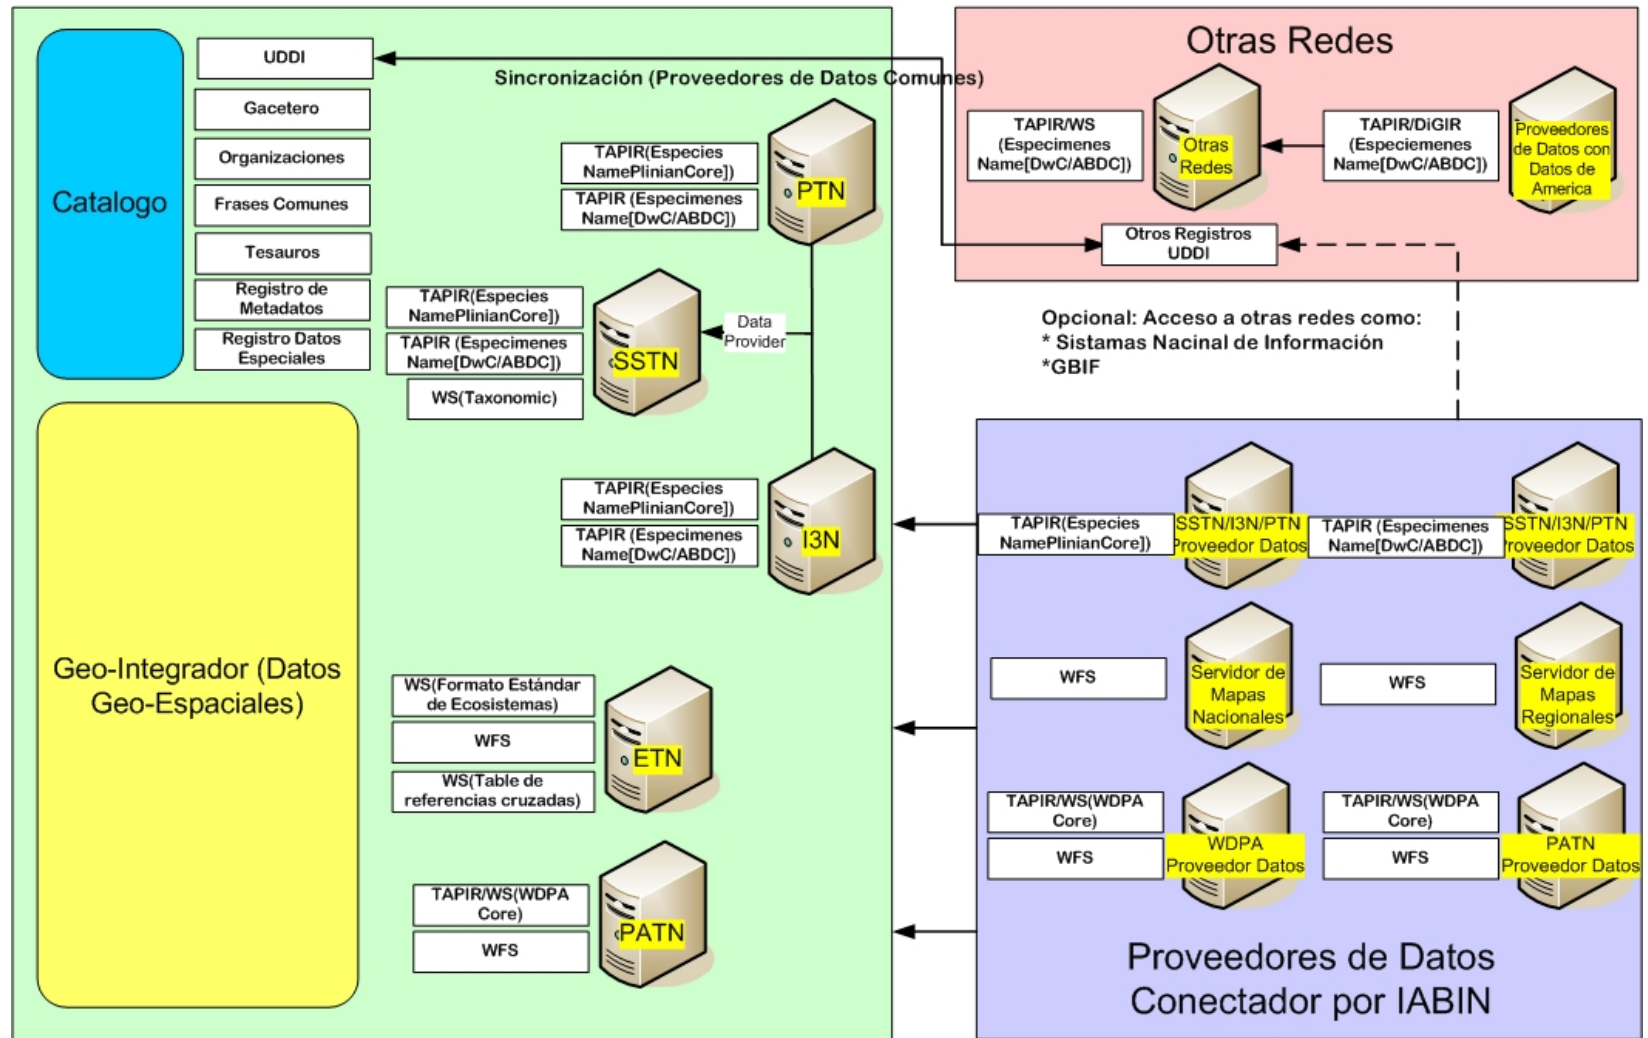 Catalogo
UDDI
Gacetero
Organizaciones
Frases Comunes
Tesauros
Registro de
Metadatos
Registro Datos
Especiales
Sincronización (Proveedores de Datos Comunes)
TAPIR(Especies
NamePlinianCore])
TAPIR (Especimenes
Name[DwC/ABDC])
PTN
TAPIR(Especies
NamePlinianCore])
TAPIR (Especimenes
Name[DwC/ABDC])
WS(Taxonomic)
SSTN
Data
Provider
TAPIR(Especies
NamePlinianCore])
TAPIR (Especimenes
Name[DwC/ABDC])
I3N
Geo-Integrador (Datos
Geo-Espaciales)
WS(Formato Estándar
de Ecosistemas)
WFS
WS(Table de
referencias cruzadas)
ETN
TAPIR/WS(WDPA
Core)
WFS
PATN
Otras Redes
TAPIR/WS
(Especimenes
Name[DwC/ABDC])
Otras
Redes
TAPIR/DiGIR
(Especiemenes
Name[DwC/ABDC])
Proveedores
de Datos con
Datos de
America
Otros Registros
UDDI
Opcional: Acceso a otras redes como:
* Sistamas Nacinal de Información
*GBIF
TAPIR(Especies
NamePlinianCore])
SSTN/I3N/PTN
Proveedor Datos
TAPIR (Especimenes
Name[DwC/ABDC])
SSTN/I3N/PTN
Proveedor Datos
WFS
Servidor de
Mapas
Nacionales
WFS
Servidor de
Mapas
Regionales
TAPIR/WS(WDPA
Core)
WFS
WDPA
Proveedor Datos
TAPIR/WS(WDPA
Core)
WFS
PATN
Proveedor Datos
Proveedores de Datos
Conectador por IABIN